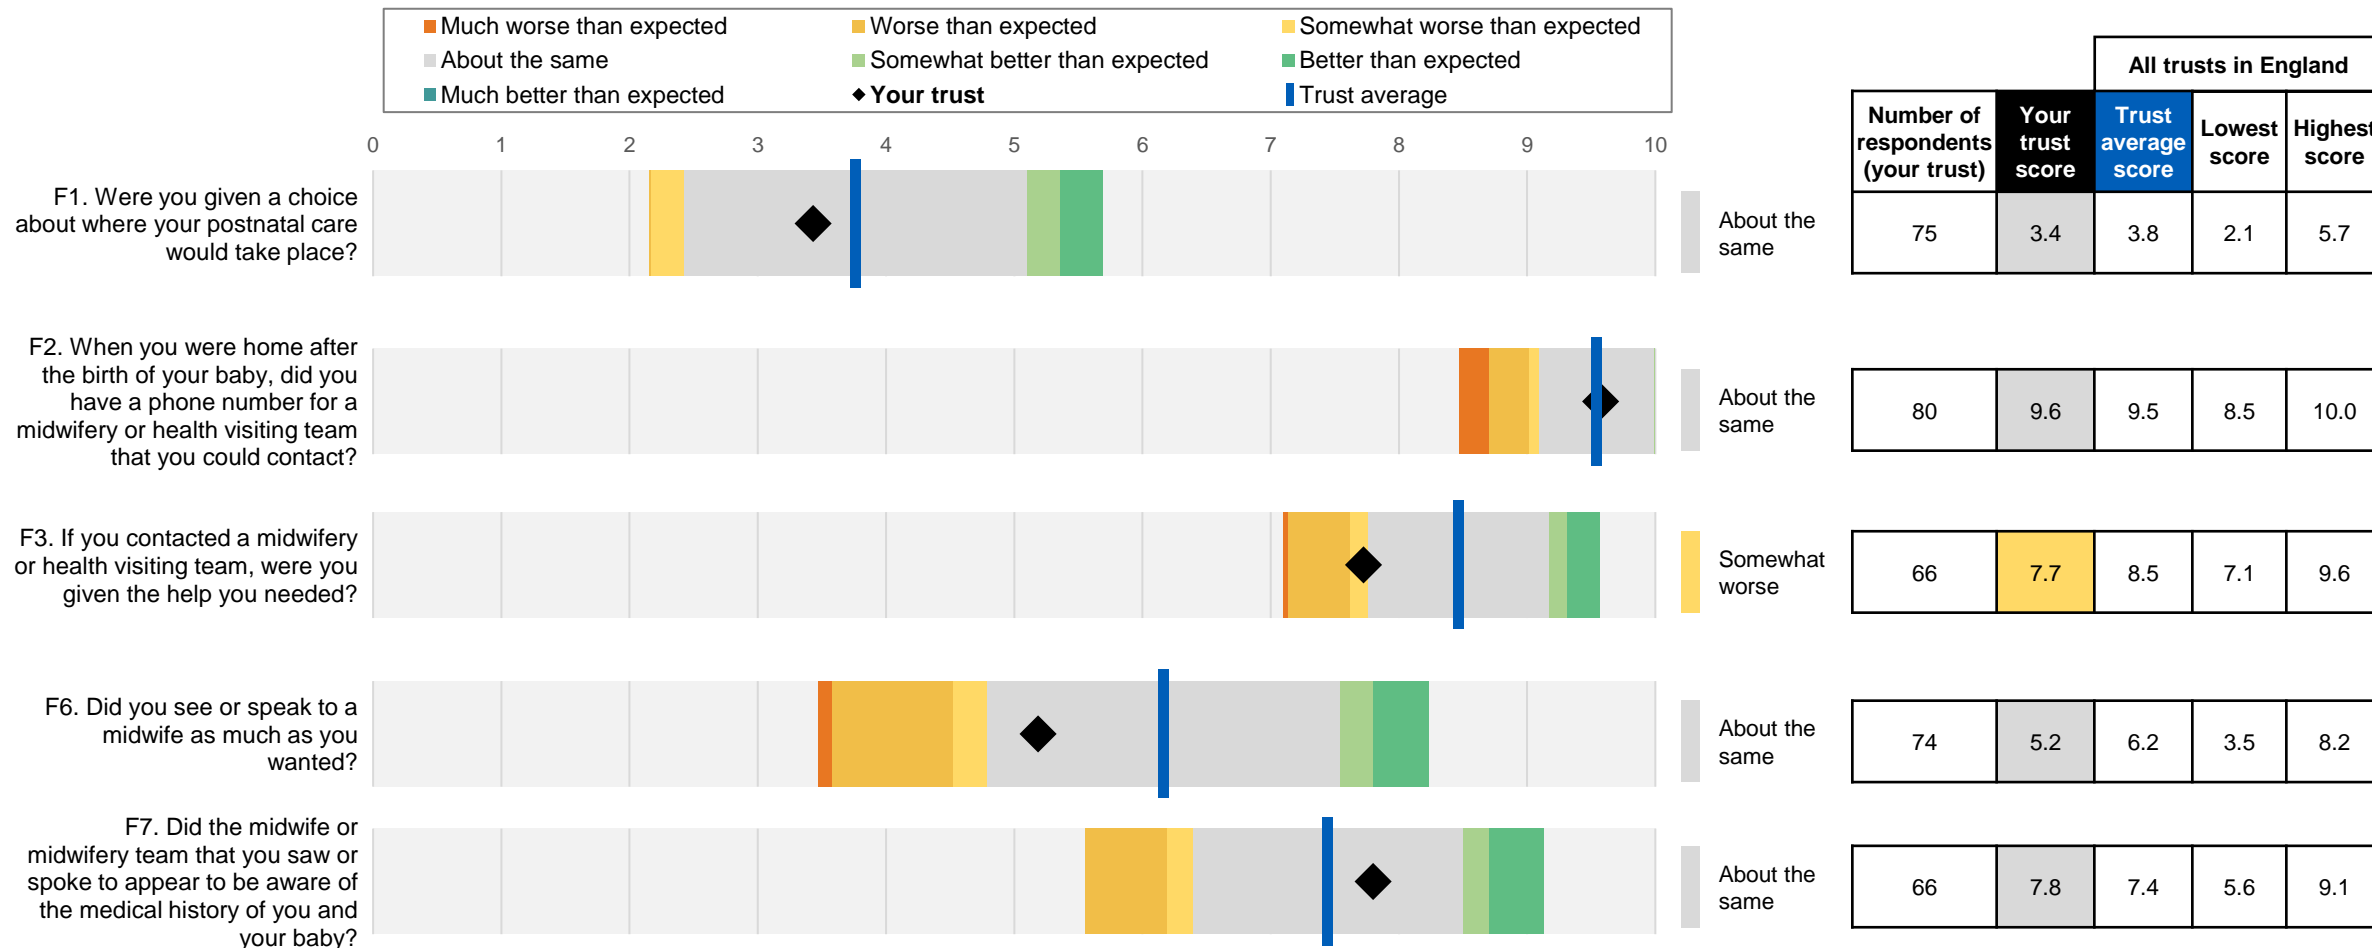 Much worse than expected
Worse than expected
Somewhat worse than expected
About the same
Somewhat better than expected
Better than expected
Much better than expected
Your trust
Trust average
All trusts in England
Number of respondents (your trust)
Your trust score
Trust average score
Lowest score
Highest score
0 1 2 3 4 5 6 7 8 9 10
F1. Were you given a choice
about where your postnatal care
would take place?
About the
same
75 3.4 3.8 2.1 5.7
F2. When you were home after
the birth of your baby, did you
have a phone number for a
midwifery or health visiting team
that you could contact?
About the
same
80 9.6 9.5 8.5 10.0
F3. If you contacted a midwifery
or health visiting team, were you
given the help you needed?
Somewhat
worse
66 7.7 8.5 7.1 9.6
F6. Did you see or speak to a
midwife as much as you
wanted?
About the
same
74 5.2 6.2 3.5 8.2
F7. Did the midwife or
midwifery team that you saw or
spoke to appear to be aware of
the medical history of you and
your baby?
About the
same
66 7.8 7.4 5.6 9.1